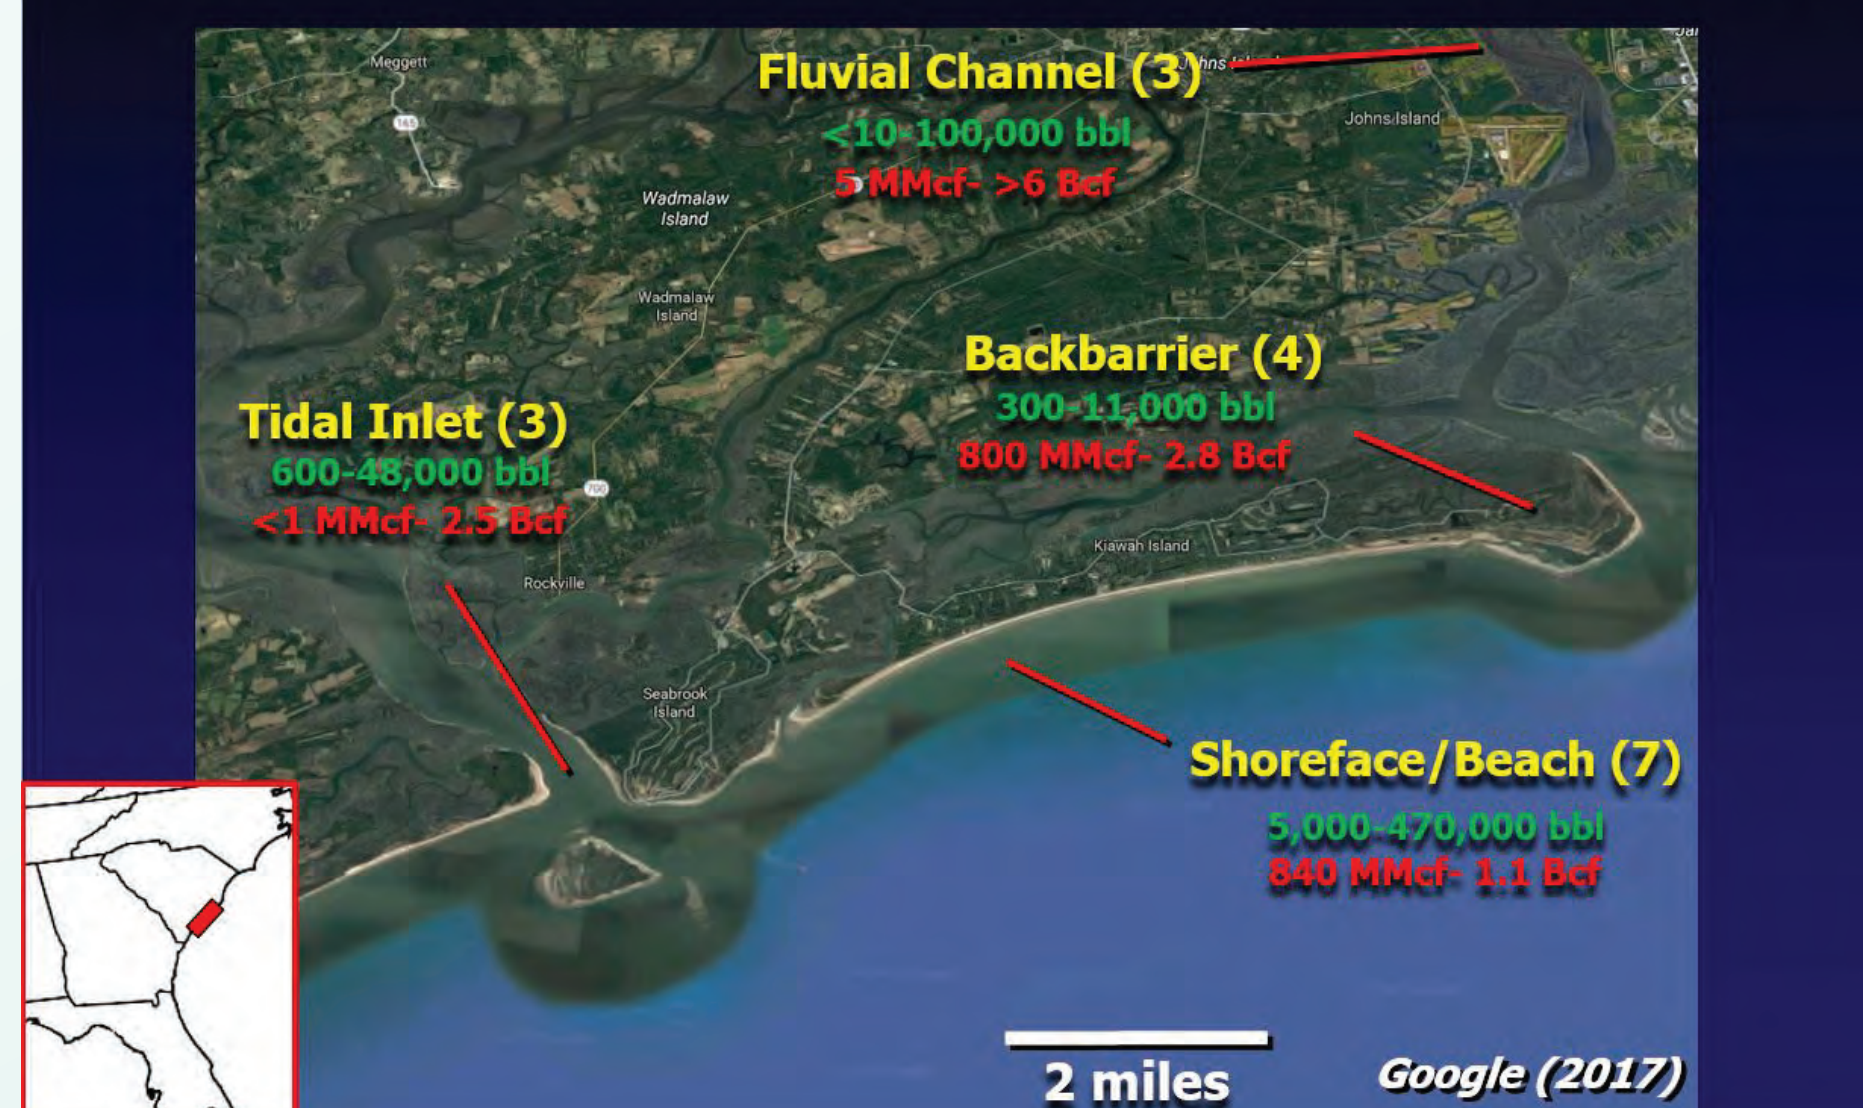 Meggett
165
Fluvial Channel (3)
<10-100,000 bbl
5 MMcf- >6 Bcf
Johns Island
Wadmalaw
Island
Wadmalaw
Island
Backbarrier (4)
300-11,000 bbl
800 MMcf- 2.8 Bcf
Tidal Inlet (3)
600-48,000 bbl
<1 MMcf- 2.5 Bcf
700
Rockville
Kiawah Island
Seabrook
Island
Shoreface/Beach (7)
5,000-470,000 bbl
840 MMcf- 1.1 Bcf
2 miles
Google (2017)